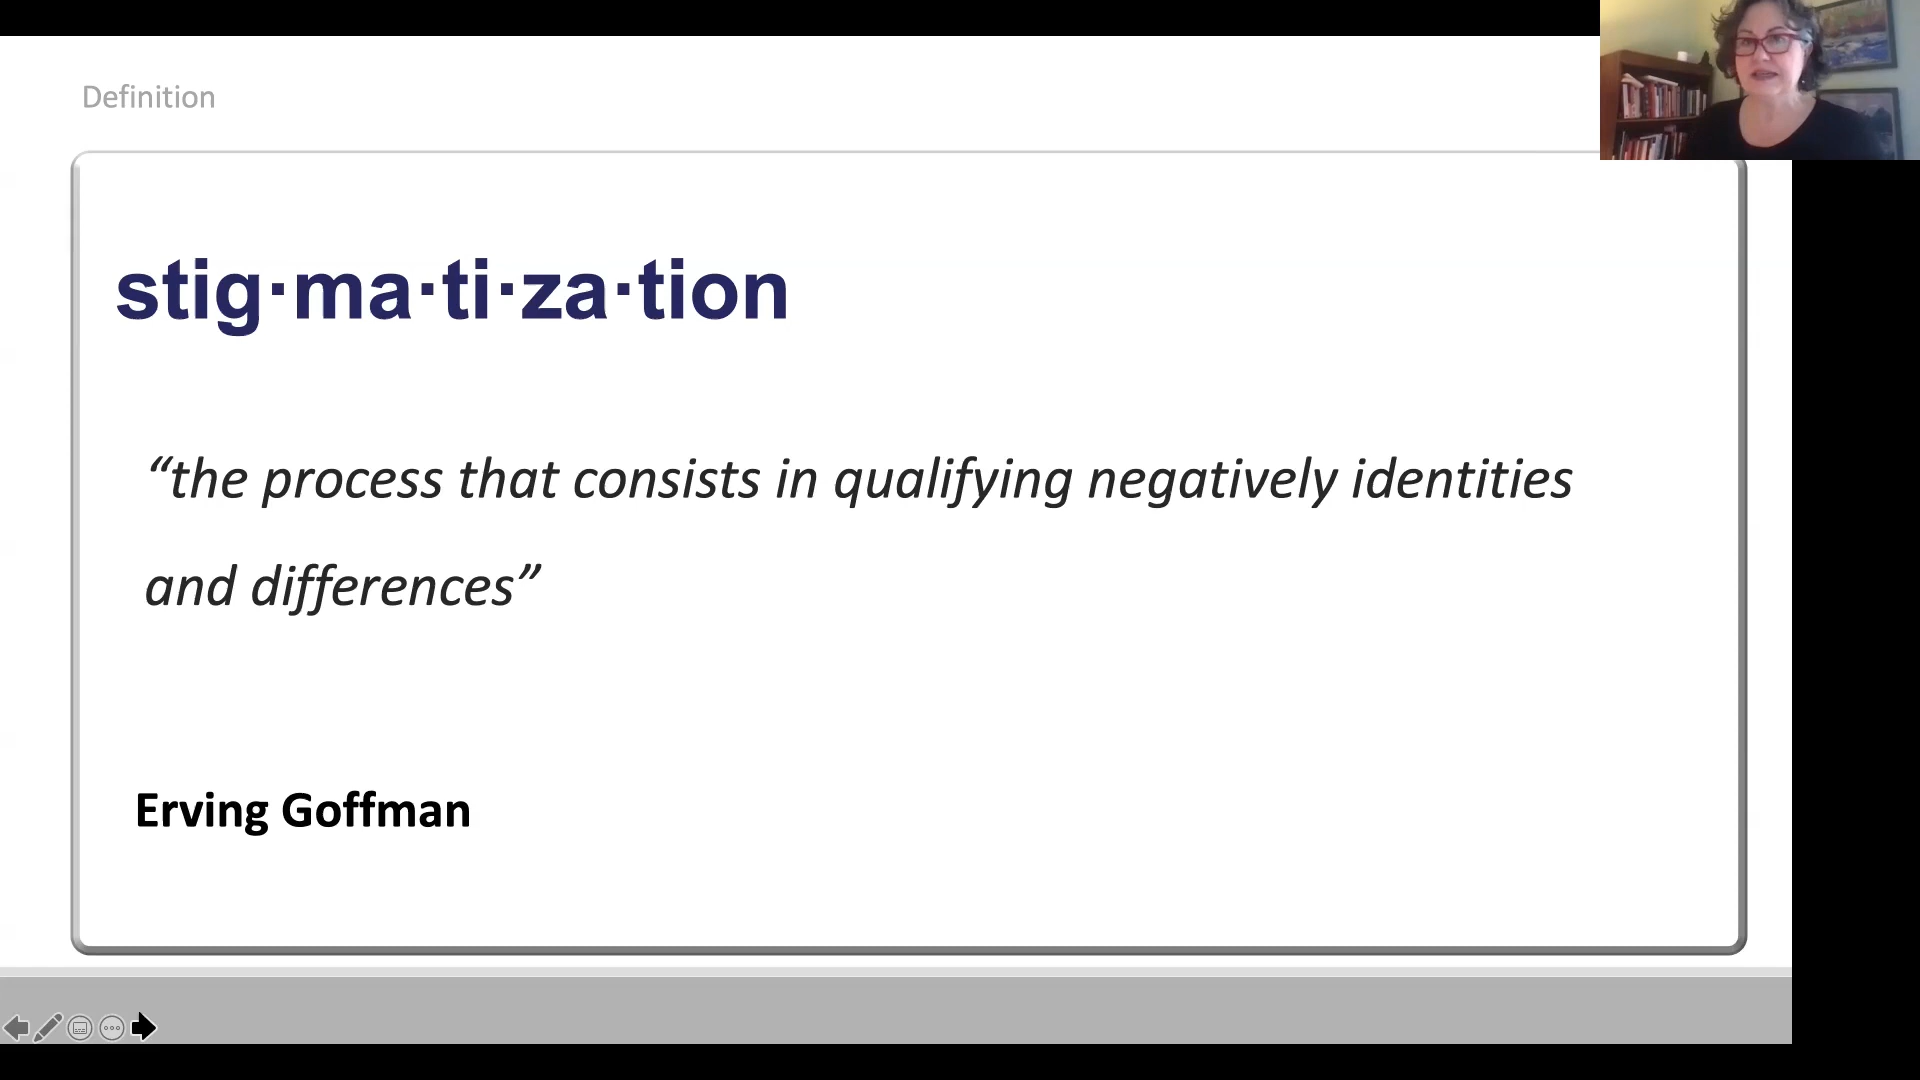 Definition
stig·ma·ti·za·tion
“the process that consists in qualifying negatively identities
and differences”
Erving Goffman